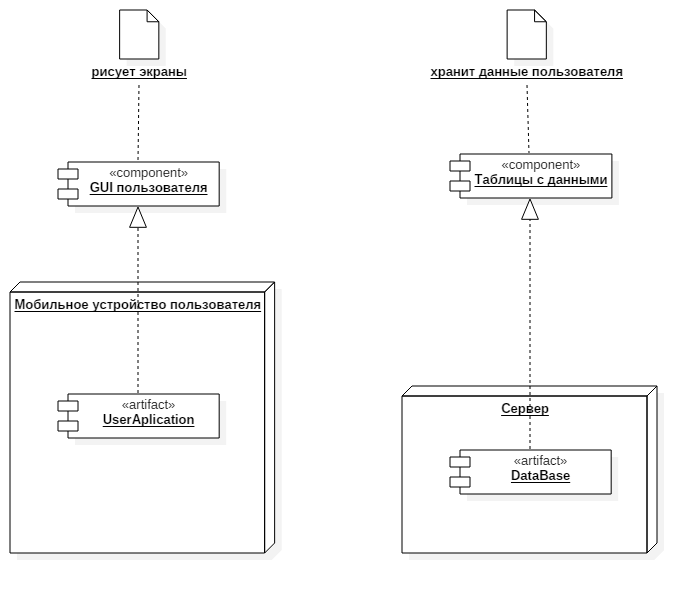 рисует экраны
хранит данные пользователя
«component»
GUI пользователя
«component»
Таблицы с данными
Мобильное устройство пользователя
«artifact»
UserAplication
Сервер
«artifact»
DataBase